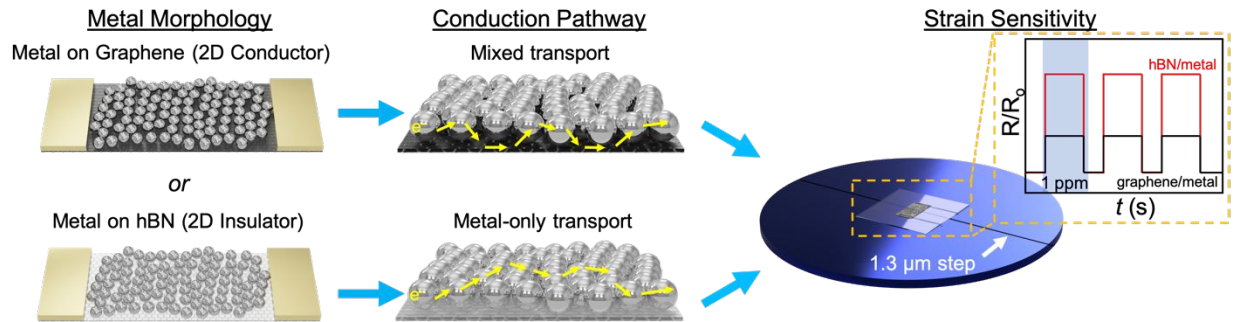 Metal Morphology
Conduction Pathway
Strain Sensitivity
Metal on Graphene (2D Conductor)
Mixed transport
or
Metal on hBN (2D Insulator)
Metal-only transport
e-
e-
R/Ro
hBN/metal
1 ppm
graphene/metal
t (s)
1.3 µm step